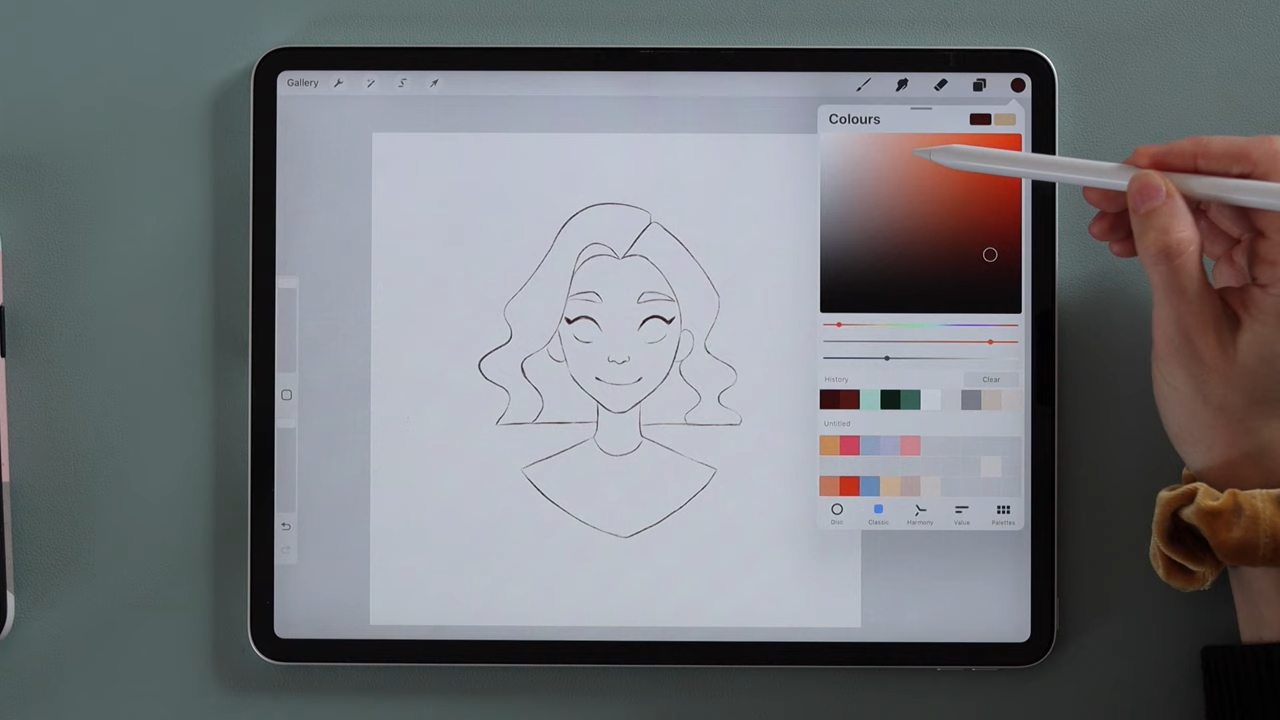 Gallery
Colours
History
Clear
Untitled
Disc
Classic
Harmony
Value
Palettes